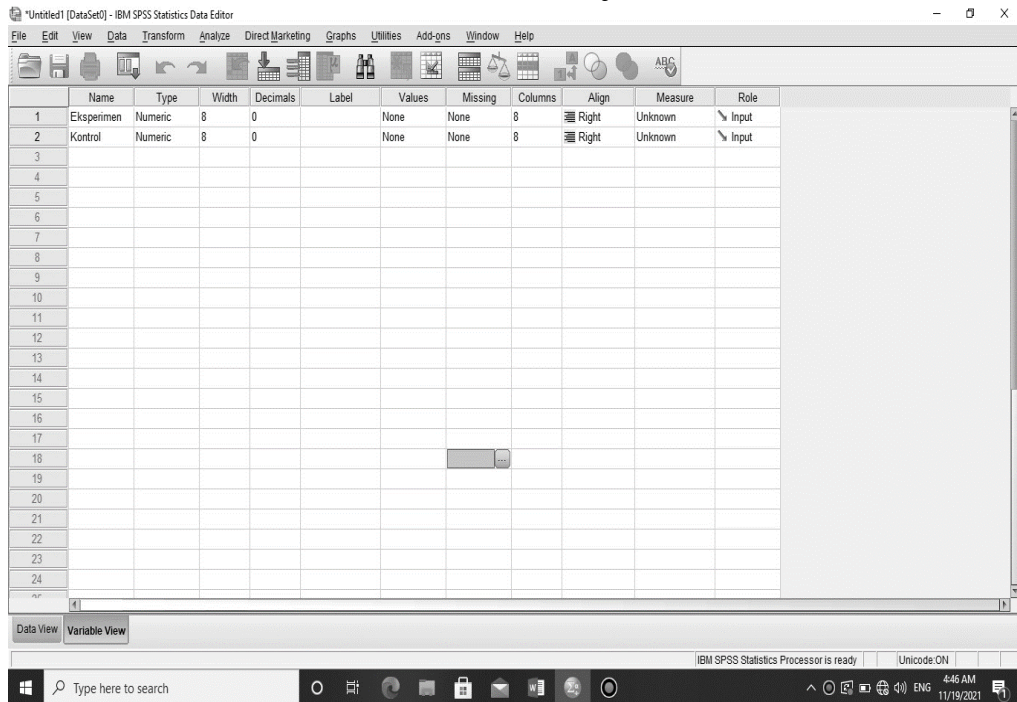 *Untitled1 [DataSet0] - IBM SPSS Statistics Data Editor
File Edit View Data Transform Analyze Direct Marketing Graphs Utilities Add-ons Window Help
ABC
Name Type Width Decimals Label Values Missing Columns Align Measure Role
1 Eksperimen Numeric 8 0 None None 8 Right Unknown Input
2 Kontrol Numeric 8 0 None None 8 Right Unknown Input
3
4
5
6
7
8
9
10
11
12
13
14
15
16
17
18 ...
19
20
21
22
23
24
Data View Variable View
IBM SPSS Statistics Processor is ready Unicode:ON
Type here to search
ENG 4:46 AM
11/19/2021